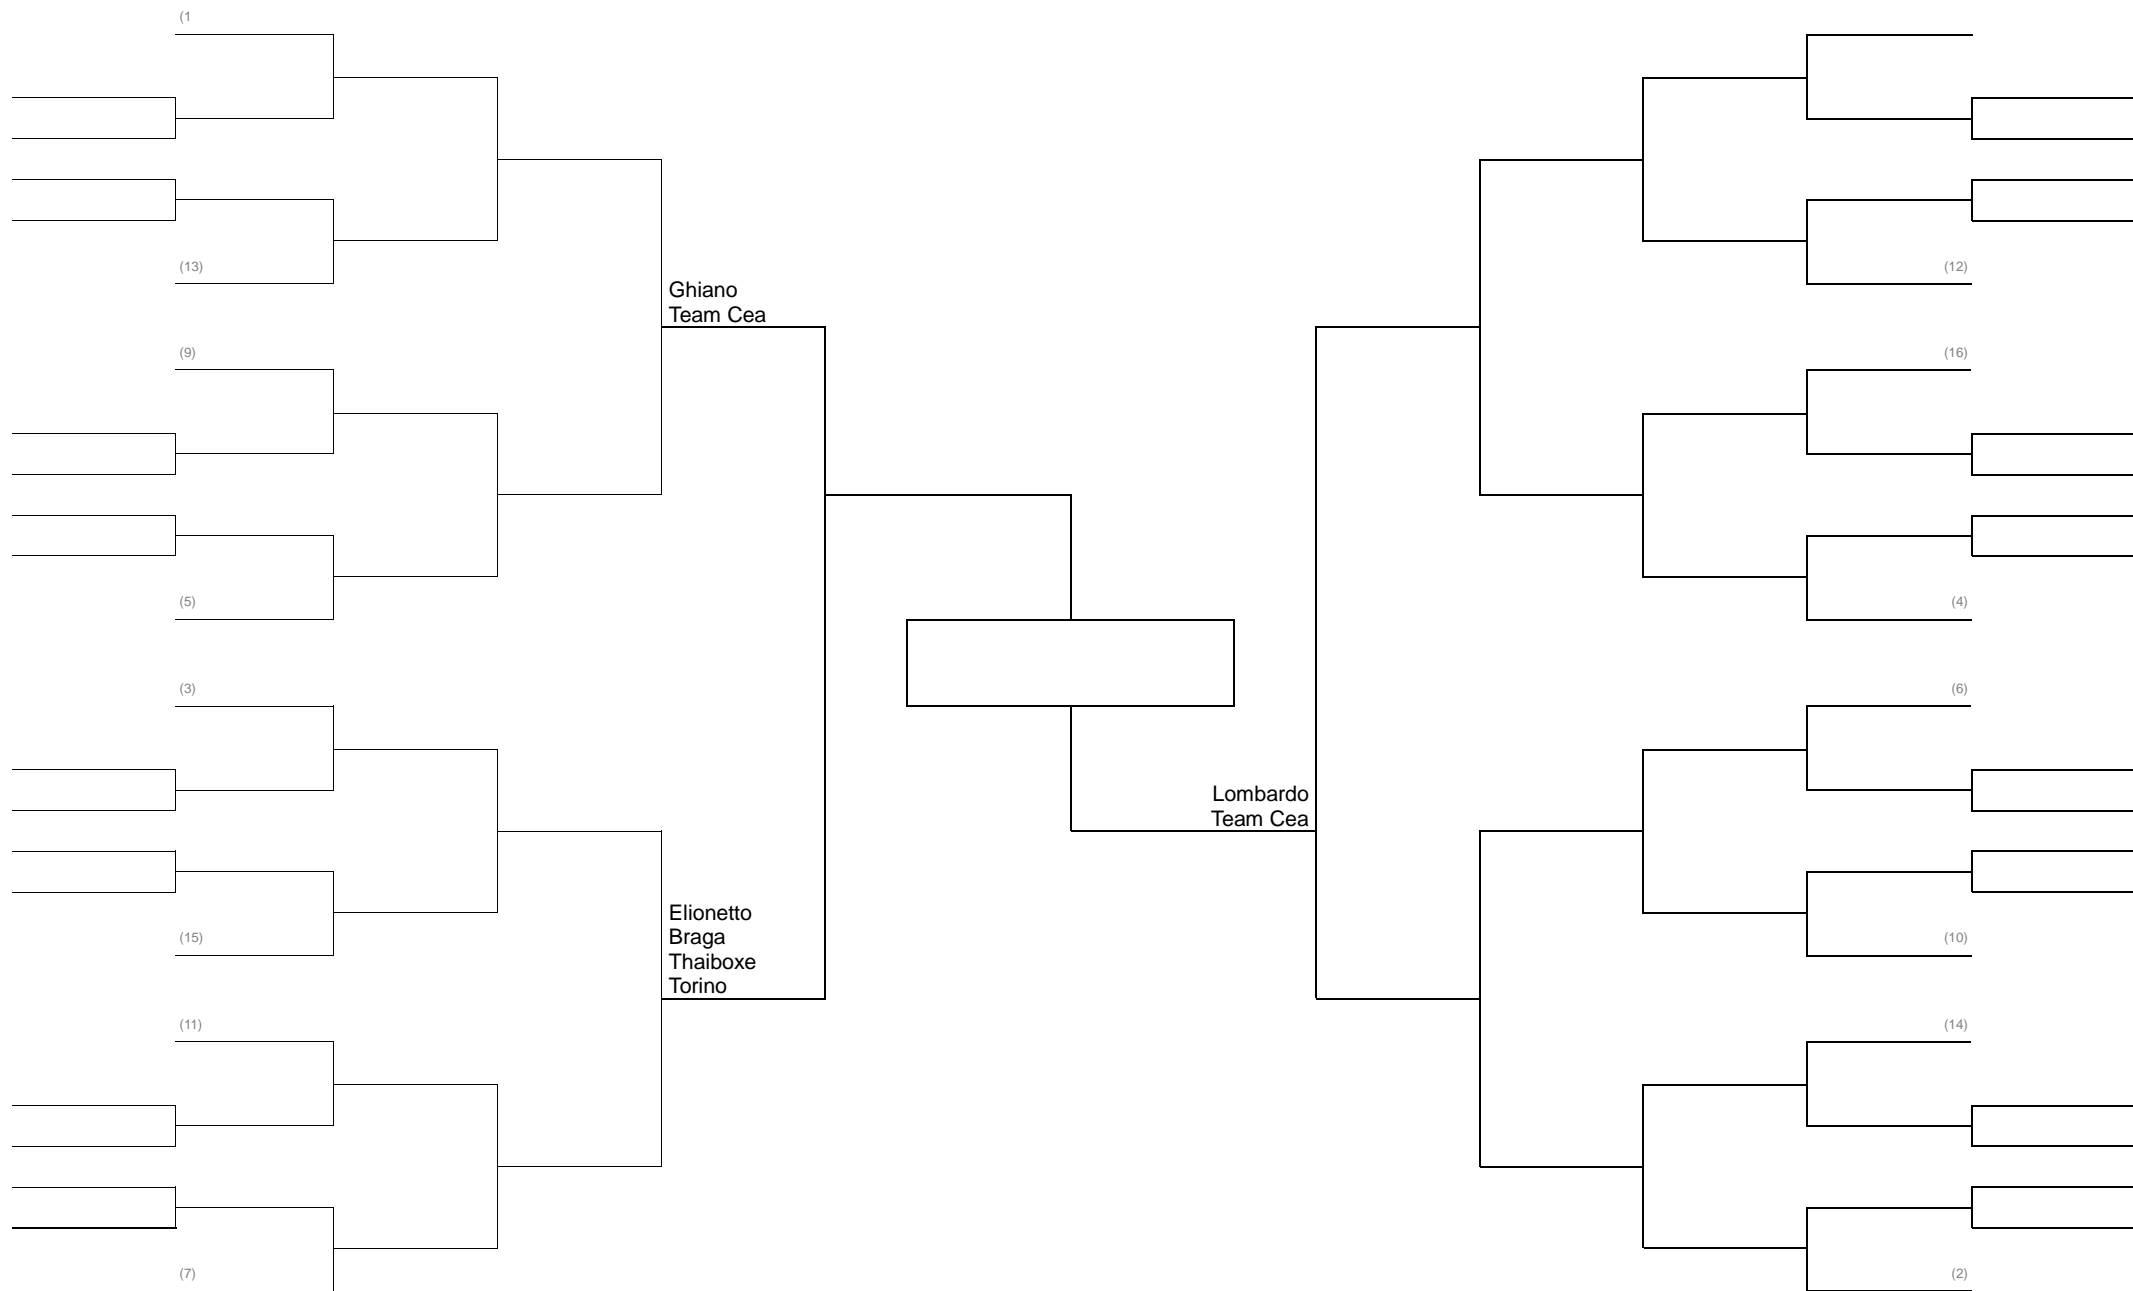 (1
(13)
(9)
(5)
(3)
(15)
(11)
(7)
Ghiano
Team Cea
Elionetto
Braga
Thaiboxe
Torino
Lombardo
Team Cea
(12)
(16)
(4)
(6)
(10)
(14)
(2)